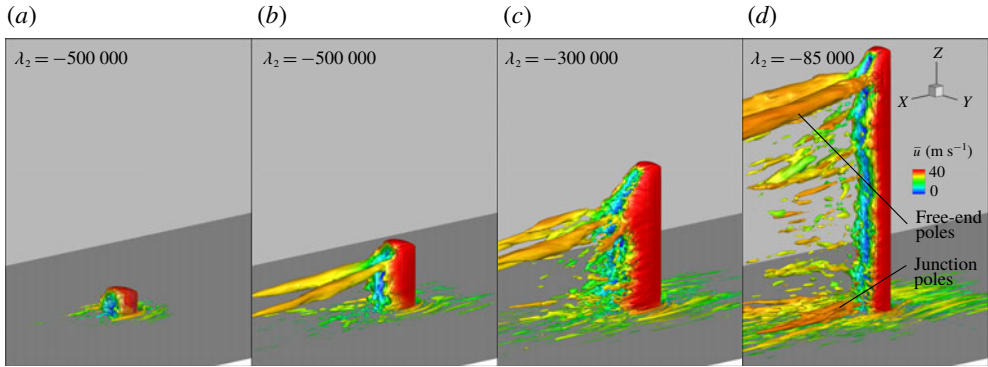 (a) (b) (c) (d)
λ₂ = −500 000 λ₂ = −500 000 λ₂ = −300 000 λ₂ = −85 000
Z
X Y
u̅ (m s⁻¹)
40
0
Free-end
poles
Junction
poles